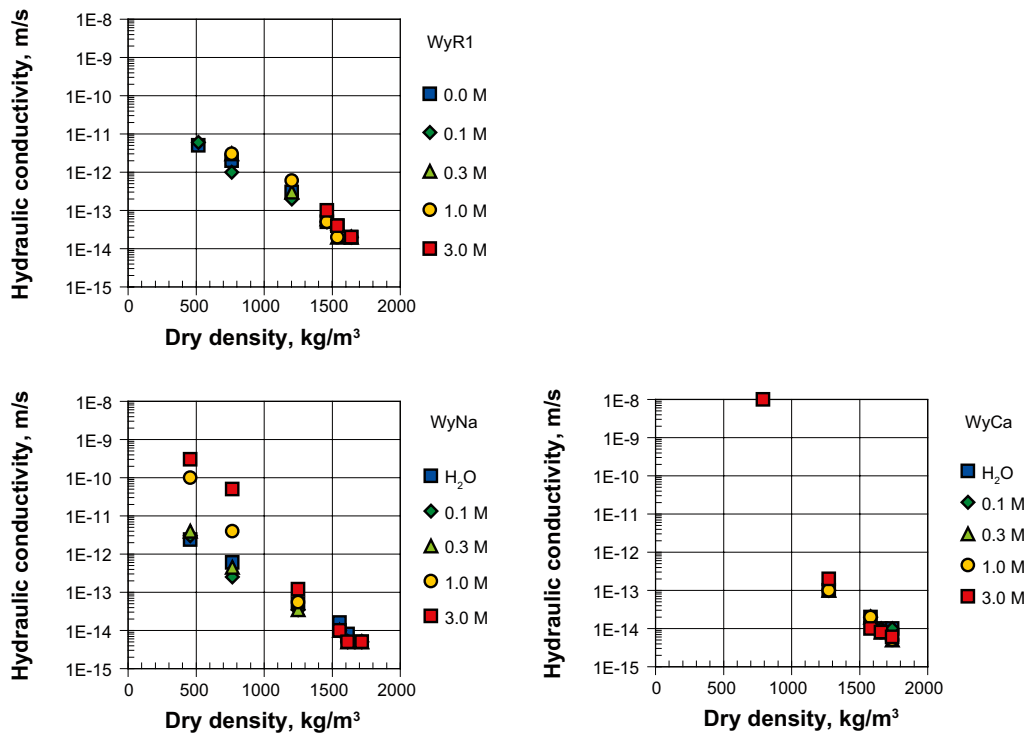 Hydraulic conductivity, m/s
1E-8
1E-9
1E-10
1E-11
1E-12
1E-13
1E-14
1E-15
0 500 1000 1500 2000
Dry density, kg/m³
WyR1
0.0 M
0.1 M
0.3 M
1.0 M
3.0 M
Hydraulic conductivity, m/s
1E-8
1E-9
1E-10
1E-11
1E-12
1E-13
1E-14
1E-15
0 500 1000 1500 2000
Dry density, kg/m³
WyNa
H₂O
0.1 M
0.3 M
1.0 M
3.0 M
Hydraulic conductivity, m/s
1E-8
1E-9
1E-10
1E-11
1E-12
1E-13
1E-14
1E-15
0 500 1000 1500 2000
Dry density, kg/m³
WyCa
H₂O
0.1 M
0.3 M
1.0 M
3.0 M